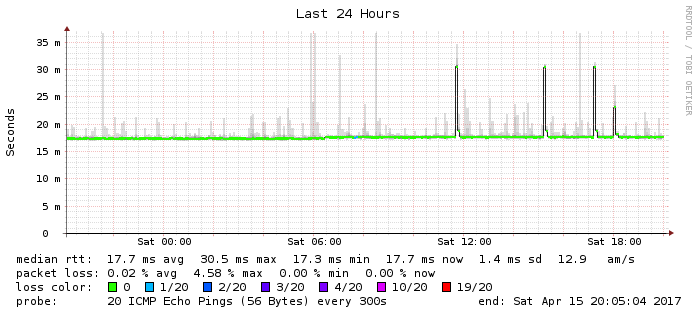 Last 24 Hours
RRDTOOL / TOBI OETIKER
Seconds
35 m
30 m
25 m
20 m
15 m
10 m
5 m
0
Sat 00:00 Sat 06:00 Sat 12:00 Sat 18:00
median rtt: 17.7 ms avg 30.5 ms max 17.3 ms min 17.7 ms now 1.4 ms sd 12.9 am/s
packet loss: 0.02 % avg 4.58 % max 0.00 % min 0.00 % now
loss color: 0 1/20 2/20 3/20 4/20 10/20 19/20
probe: 20 ICMP Echo Pings (56 Bytes) every 300s end: Sat Apr 15 20:05:04 2017